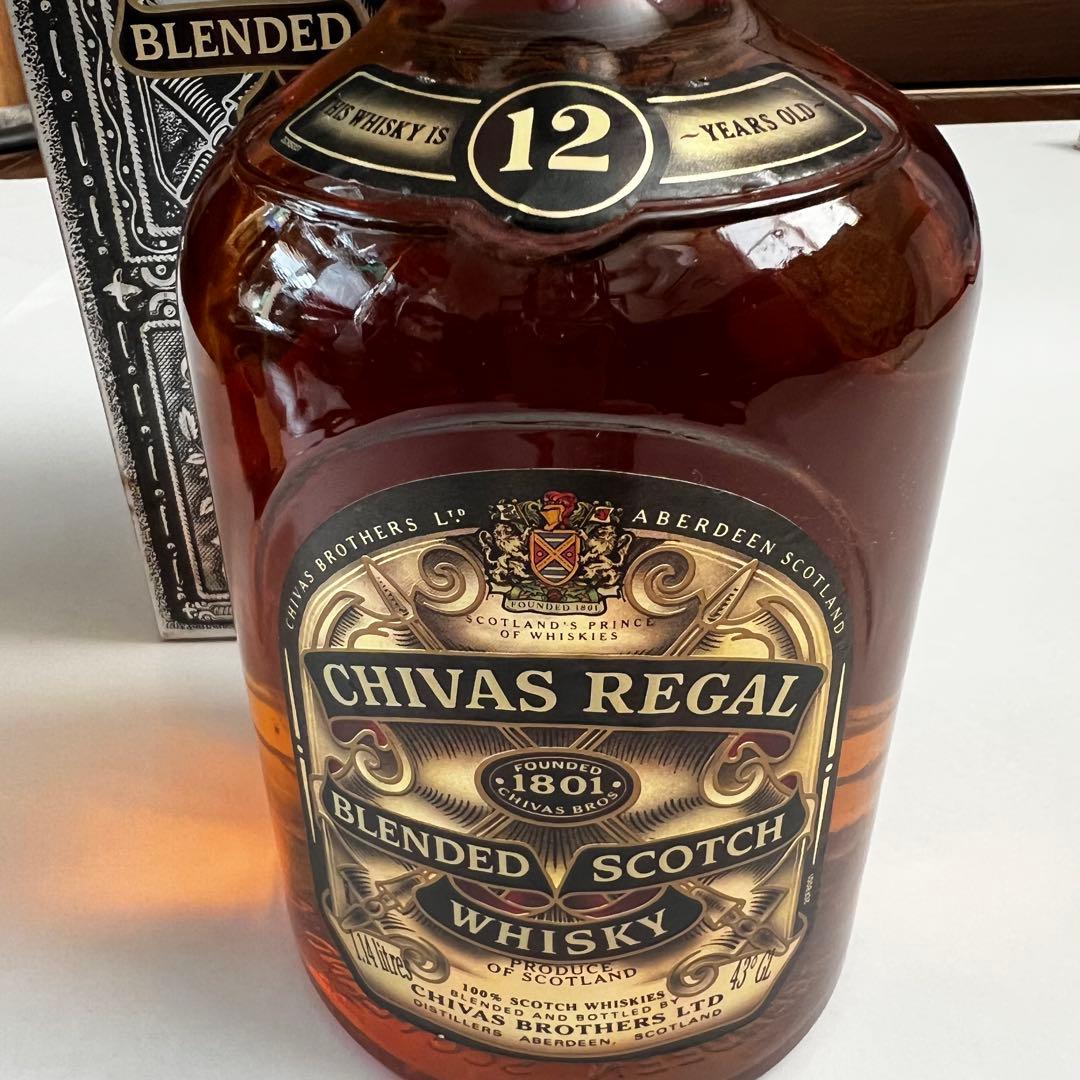 BLENDED
THIS WHISKY IS 12 ~YEARS OLD~
CHIVAS BROTHERS LTD. ABERDEEN SCOTLAND
FOUNDED 1801
SCOTLAND'S PRINCE
OF WHISKIES
CHIVAS REGAL
FOUNDED
•1801•
CHIVAS BROS.
BLENDED SCOTCH
WHISKY
1.14 litres
PRODUCE
OF SCOTLAND
43° GL
100% SCOTCH WHISKIES
BLENDED AND BOTTLED BY
CHIVAS BROTHERS LTD
DISTILLERS ABERDEEN, SCOTLAND